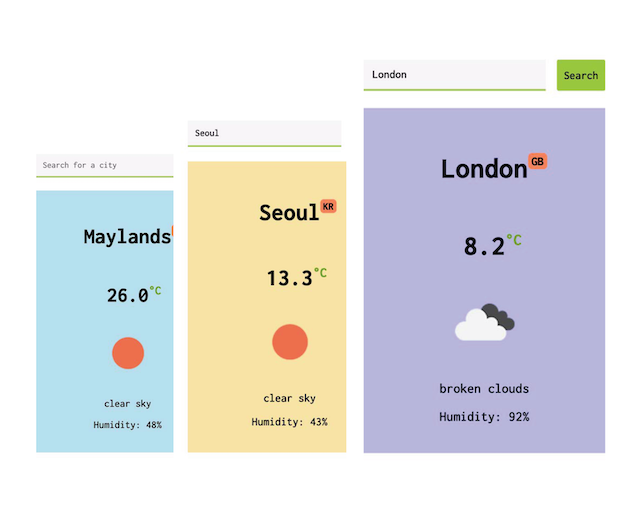 Search for a city
Maylands
26.0°C
clear sky
Humidity: 48%
Seoul
Seoul KR
13.3°C
clear sky
Humidity: 43%
London
Search
London GB
8.2°C
broken clouds
Humidity: 92%